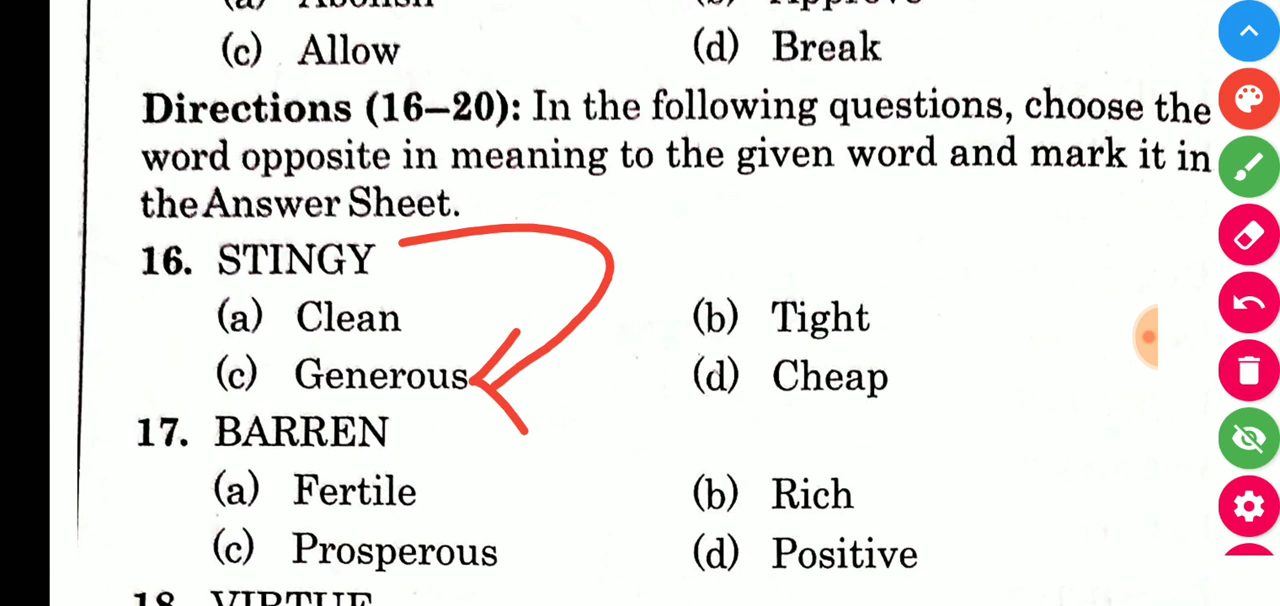 (c) Allow (d) Break
Directions (16–20): In the following questions, choose the
word opposite in meaning to the given word and mark it in
the Answer Sheet.
16. STINGY
(a) Clean (b) Tight
(c) Generous (d) Cheap
17. BARREN
(a) Fertile (b) Rich
(c) Prosperous (d) Positive
18. VIRTUE